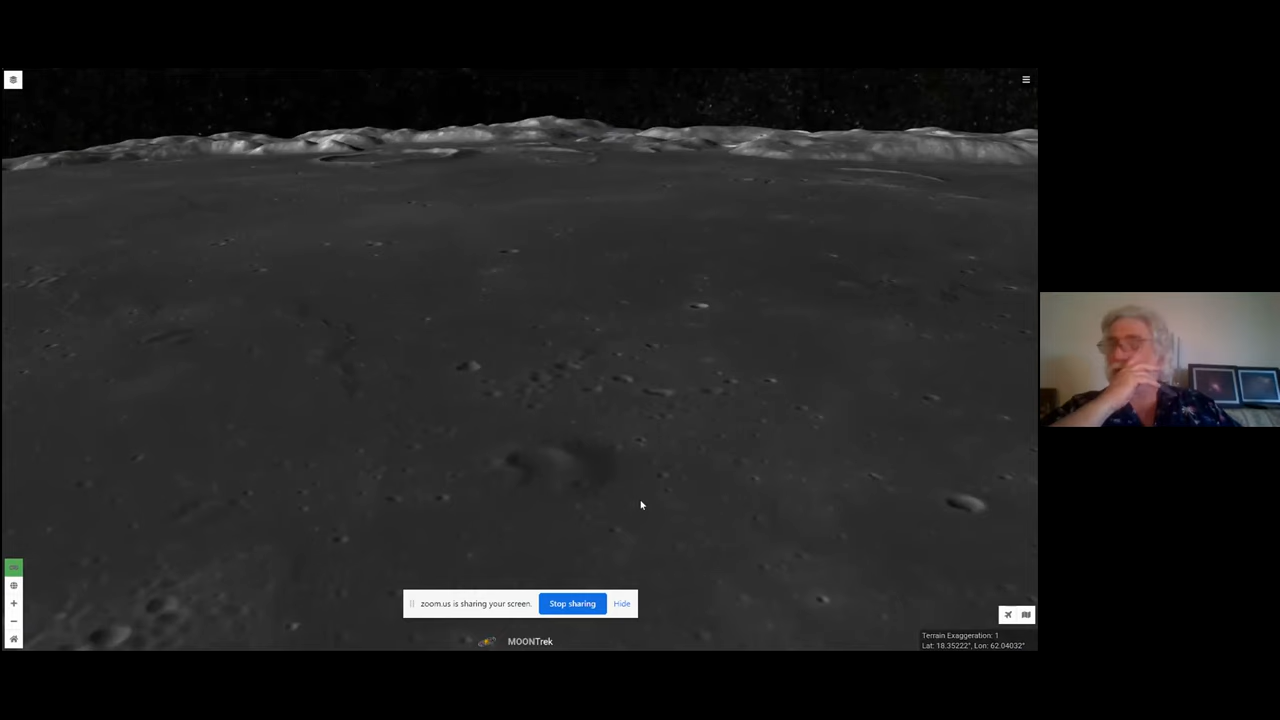 zoom.us is sharing your screen. Stop sharing Hide
MOONTrek
Terrain Exaggeration: 1
Lat: 18.35222°, Lon: 62.04032°